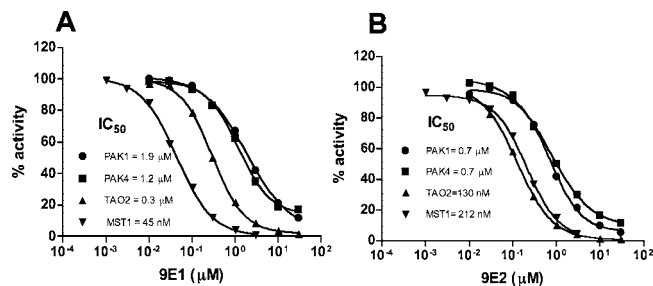 A
% activity
120
100
80
60
40
20
0
IC50
PAK1 = 1.9 μM
PAK4 = 1.2 μM
TAO2 = 0.3 μM
MST1 = 45 nM
10-4 10-3 10-2 10-1 100 101 102
9E1 (μM)
B
% activity
120
100
80
60
40
20
0
IC50
PAK1= 0.7 μM
PAK4 = 0.7 μM
TAO2=130 nM
MST1=212 nM
10-4 10-3 10-2 10-1 100 101 102
9E2 (μM)